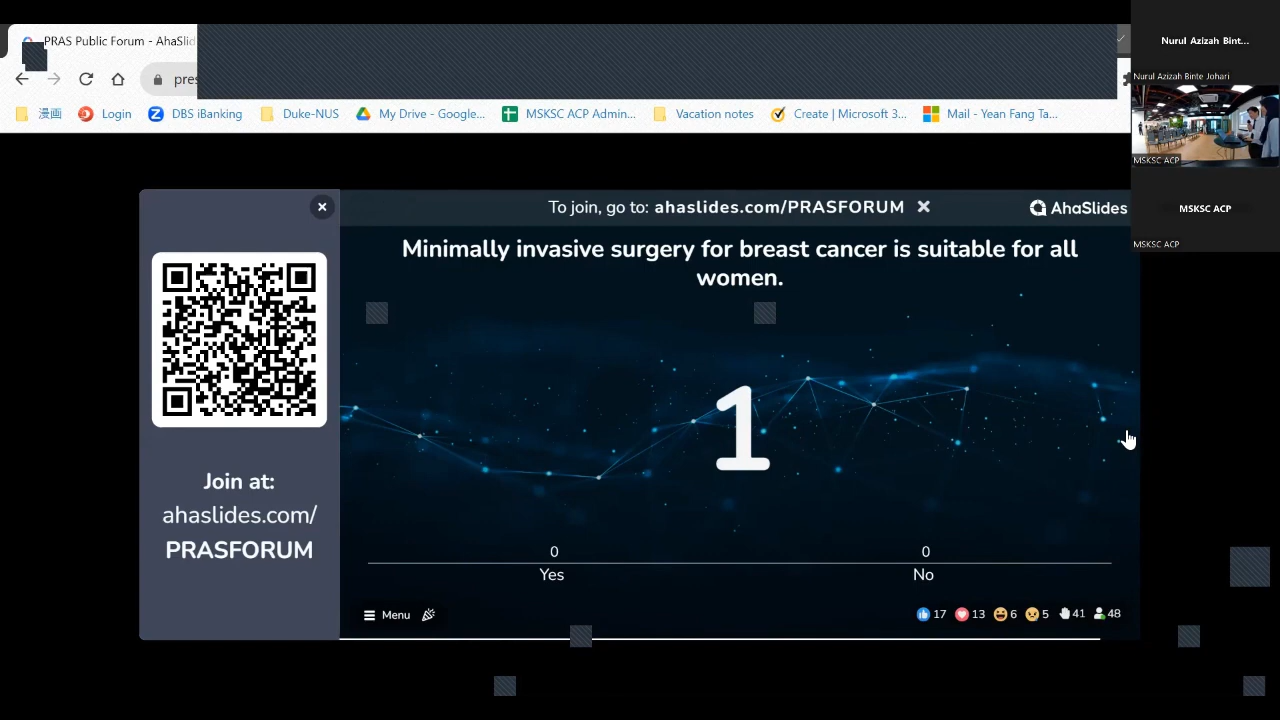 PRAS Public Forum - AhaSlid
pres
漫画
Login
DBS iBanking
Duke-NUS
My Drive - Google...
MSKSC ACP Admin...
Vacation notes
Create | Microsoft 3...
Mail - Yean Fang Ta...
Nurul Azizah Bint...
Nurul Azizah Binte Johari
MSKSC ACP
MSKSC ACP
MSKSC ACP
To join, go to: ahaslides.com/PRASFORUM
AhaSlides
Minimally invasive surgery for breast cancer is suitable for all
women.
1
Join at:
ahaslides.com/
PRASFORUM
0
0
Yes
No
Menu
17 13 6 5 41 48